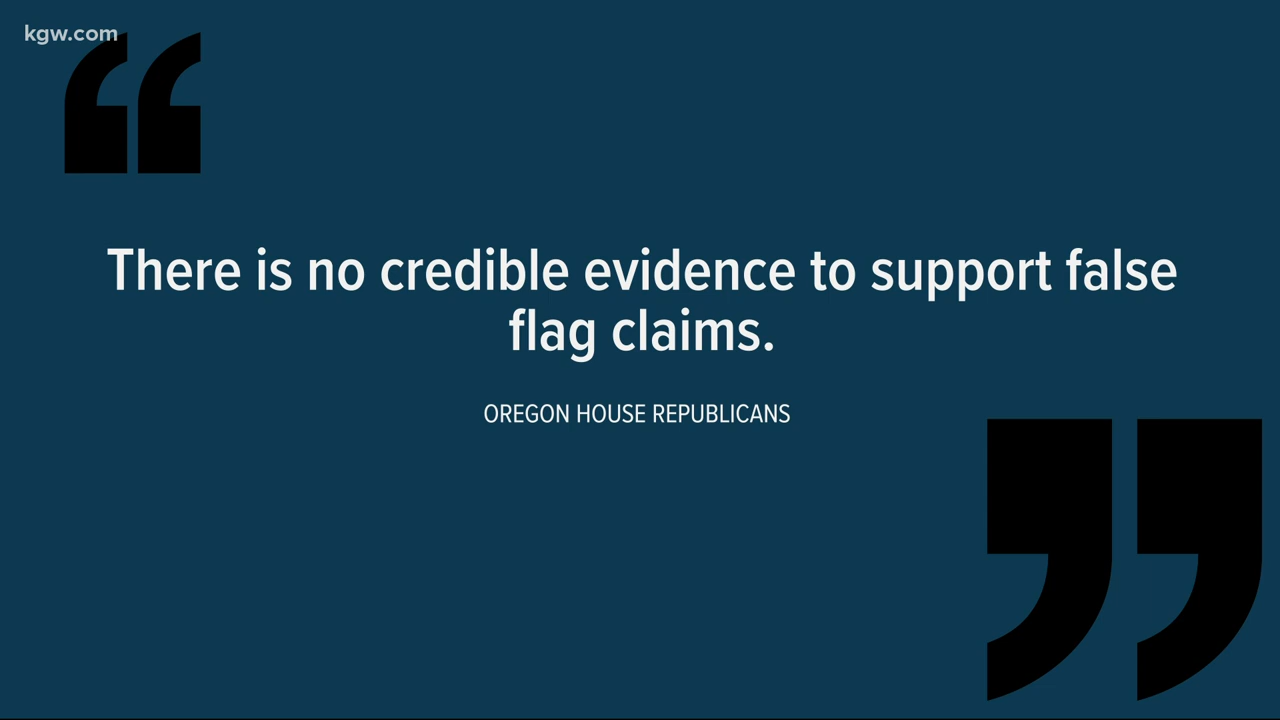 kgw.com
There is no credible evidence to support false
flag claims.
OREGON HOUSE REPUBLICANS